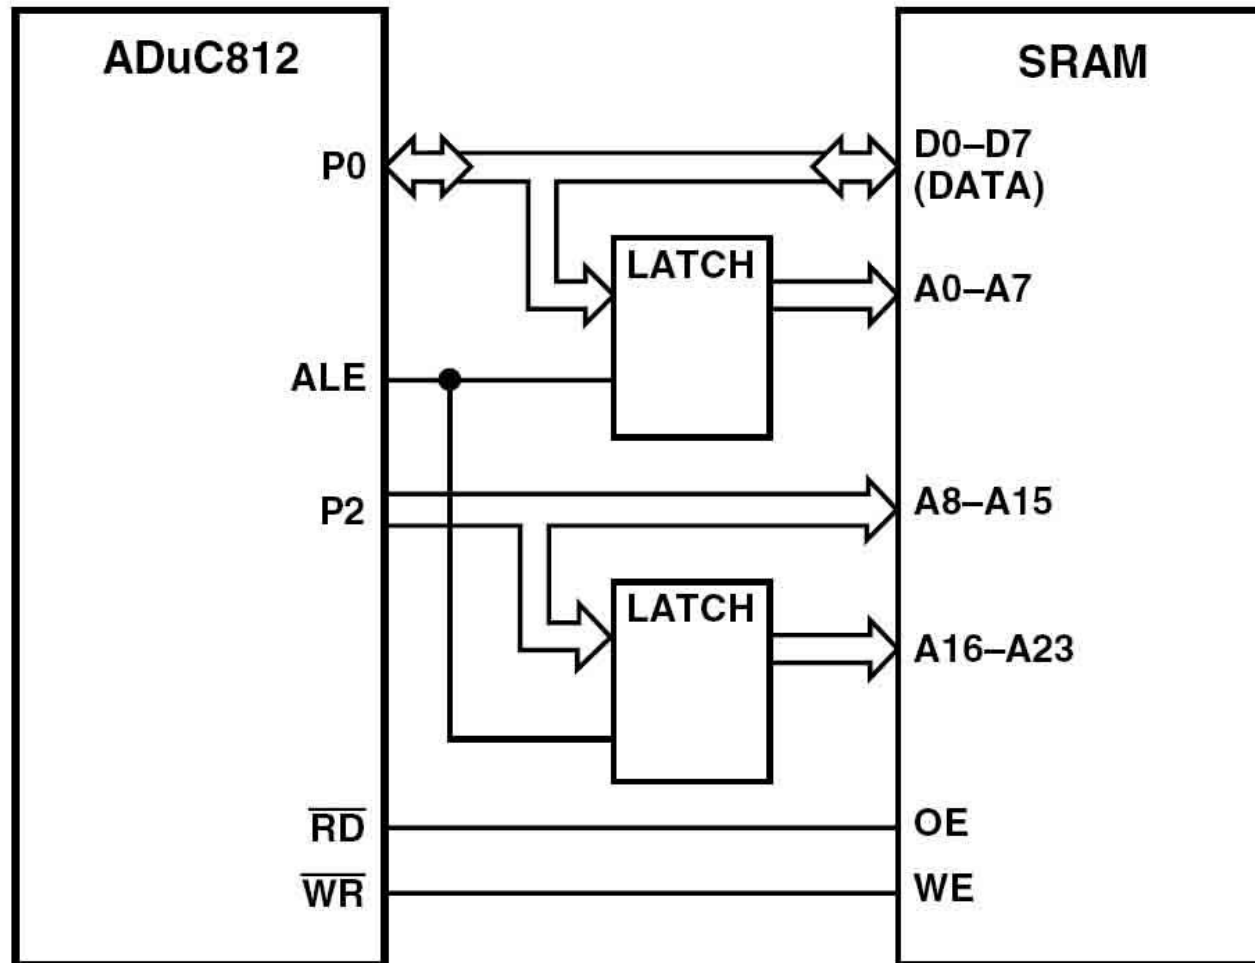 ADuC812
SRAM
P0
D0–D7
(DATA)
LATCH
A0–A7
ALE
P2
A8–A15
LATCH
A16–A23
RD
OE
WR
WE